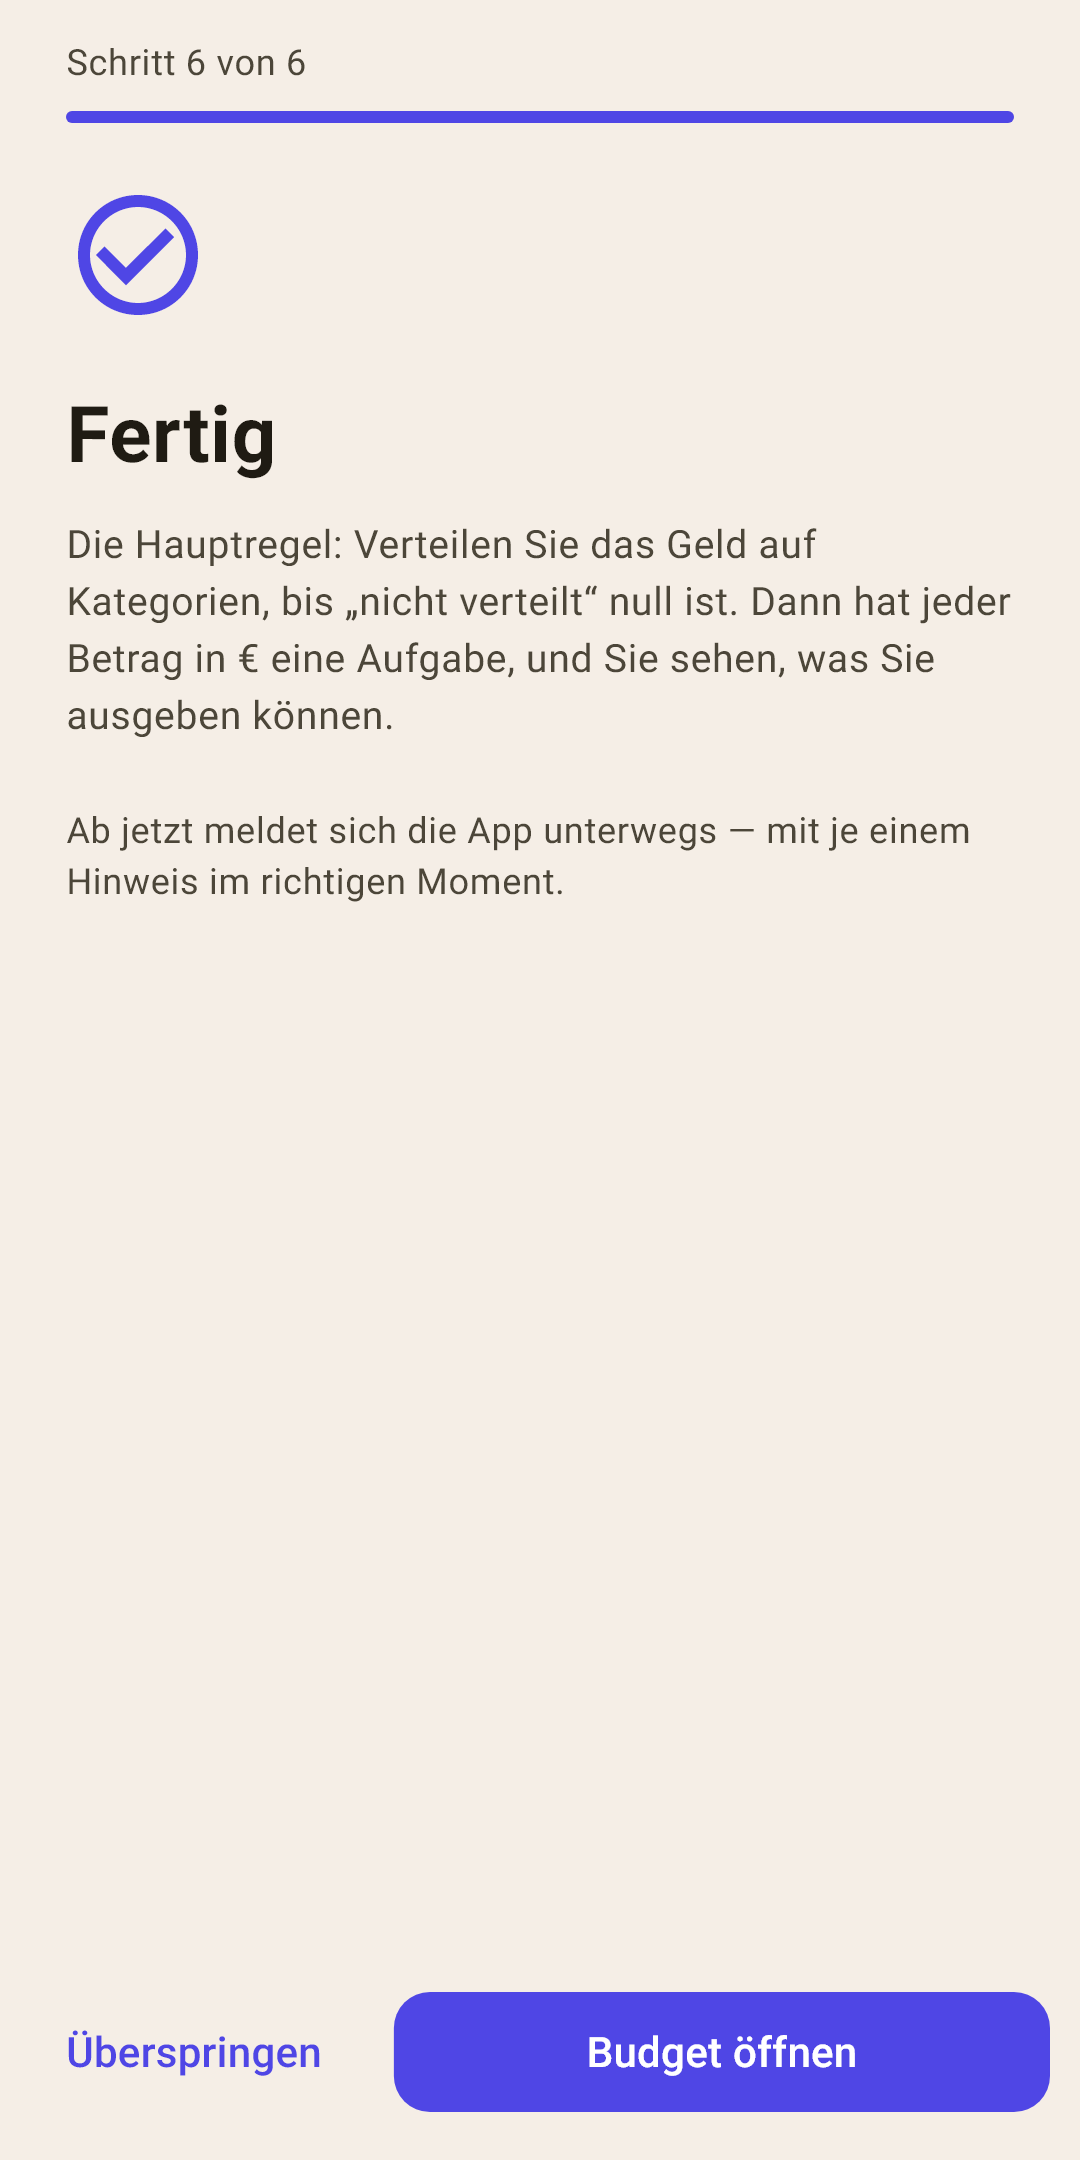 Schritt 6 von 6
Fertig
Die Hauptregel: Verteilen Sie das Geld auf
Kategorien, bis „nicht verteilt“ null ist. Dann hat jeder
Betrag in € eine Aufgabe, und Sie sehen, was Sie
ausgeben können.
Ab jetzt meldet sich die App unterwegs — mit je einem
Hinweis im richtigen Moment.
Überspringen
Budget öffnen